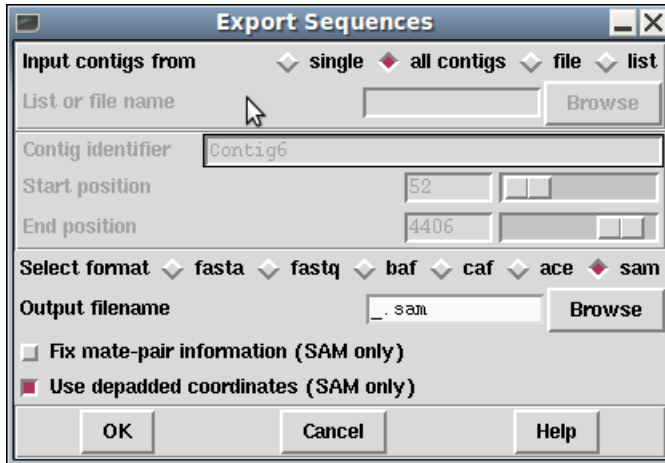 Export Sequences
Input contigs from single all contigs file list
List or file name Browse
Contig identifier Contig6
Start position 52
End position 4406
Select format fasta fastq baf caf ace sam
Output filename _.sam Browse
Fix mate-pair information (SAM only)
Use depadded coordinates (SAM only)
OK Cancel Help